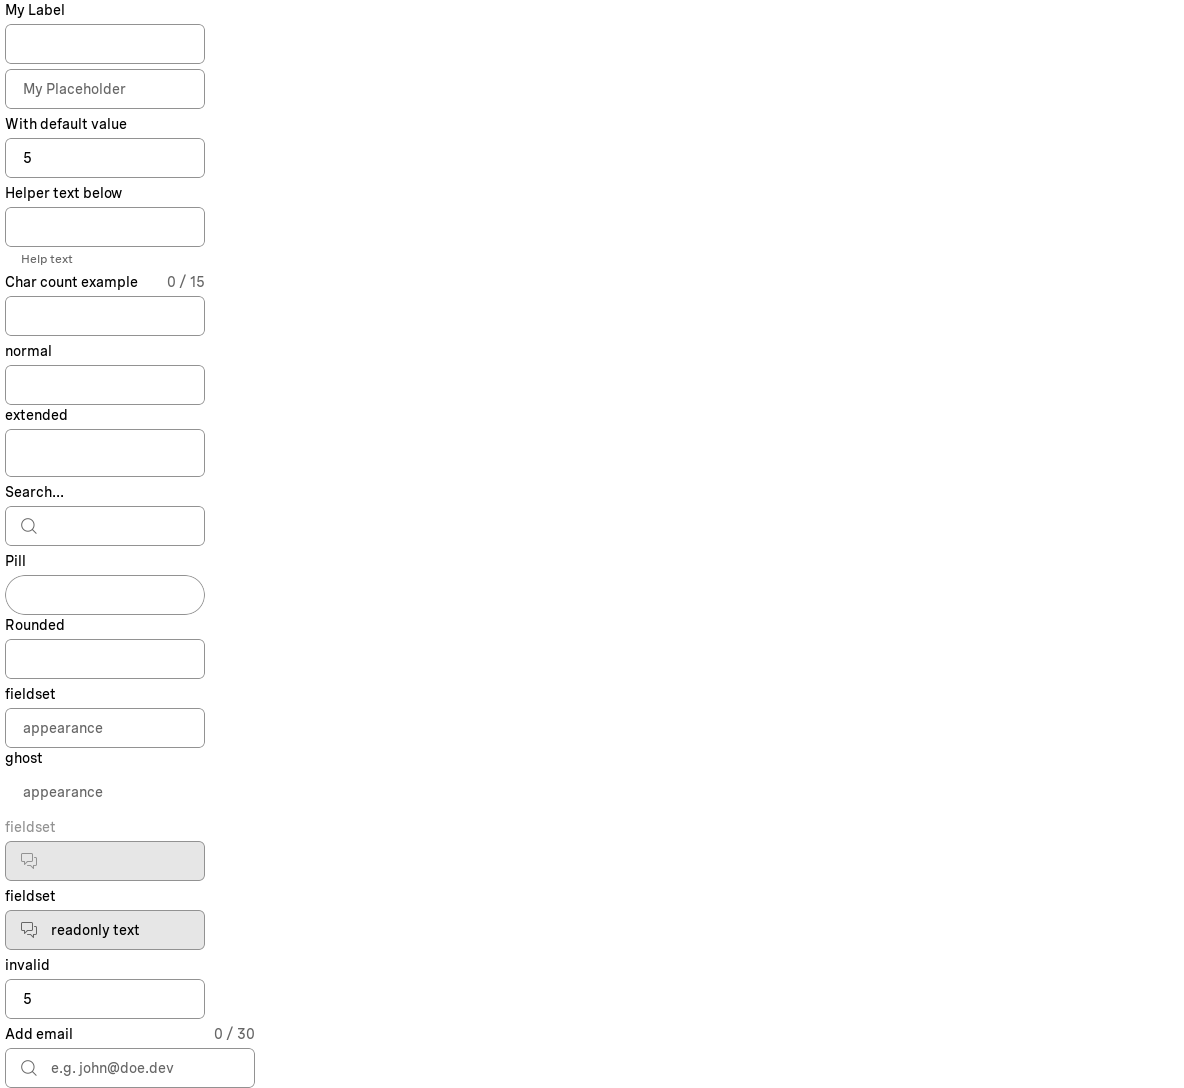 My Label
My Placeholder
With default value
5
Helper text below
Help text
Char count example 0 / 15
normal
extended
Search...
Pill
Rounded
fieldset
appearance
ghost
appearance
fieldset
fieldset
readonly text
invalid
5
Add email 0 / 30
e.g. john@doe.dev